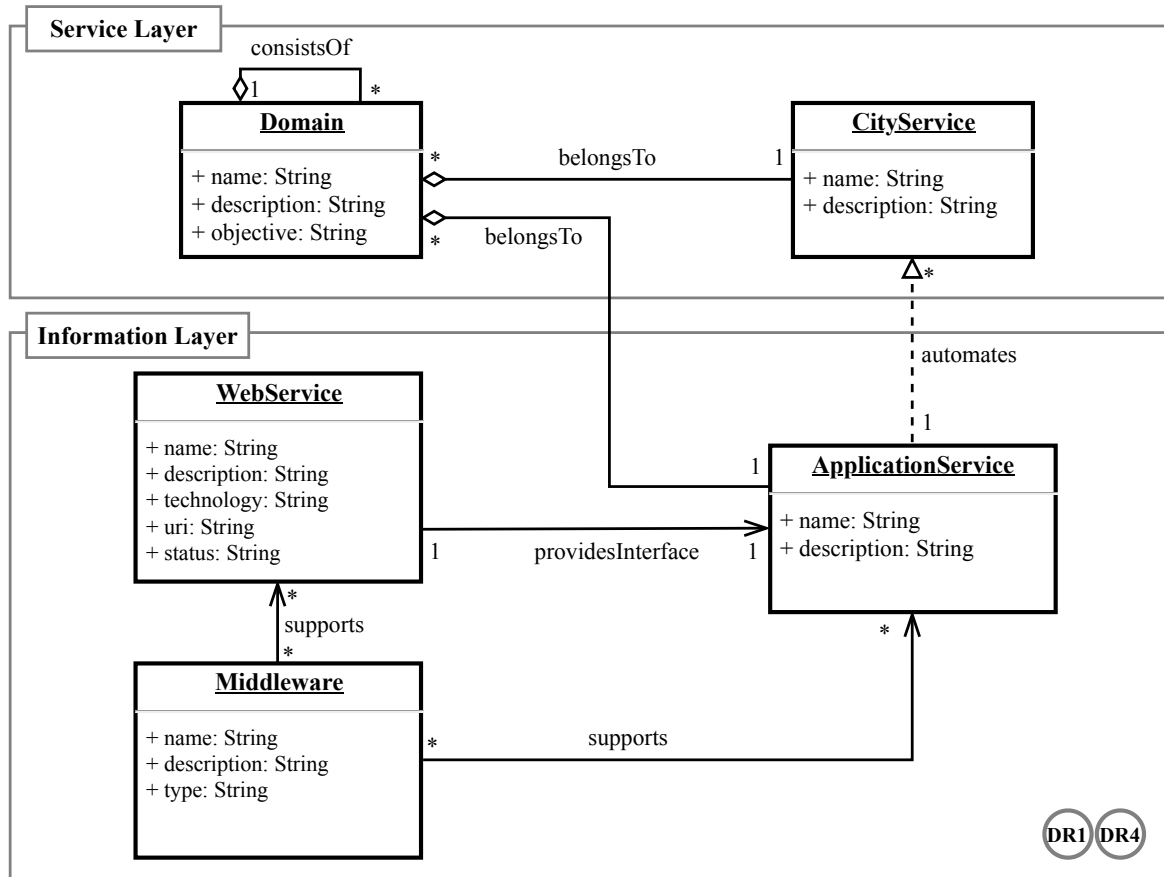 Service Layer
consistsOf
1
*
Domain
+ name: String
+ description: String
+ objective: String
*
belongsTo
1
*
belongsTo
CityService
+ name: String
+ description: String
*
automates
1
Information Layer
WebService
+ name: String
+ description: String
+ technology: String
+ uri: String
+ status: String
1
providesInterface
1
1
ApplicationService
+ name: String
+ description: String
*
supports
*
*
Middleware
+ name: String
+ description: String
+ type: String
*
supports
DR1
DR4